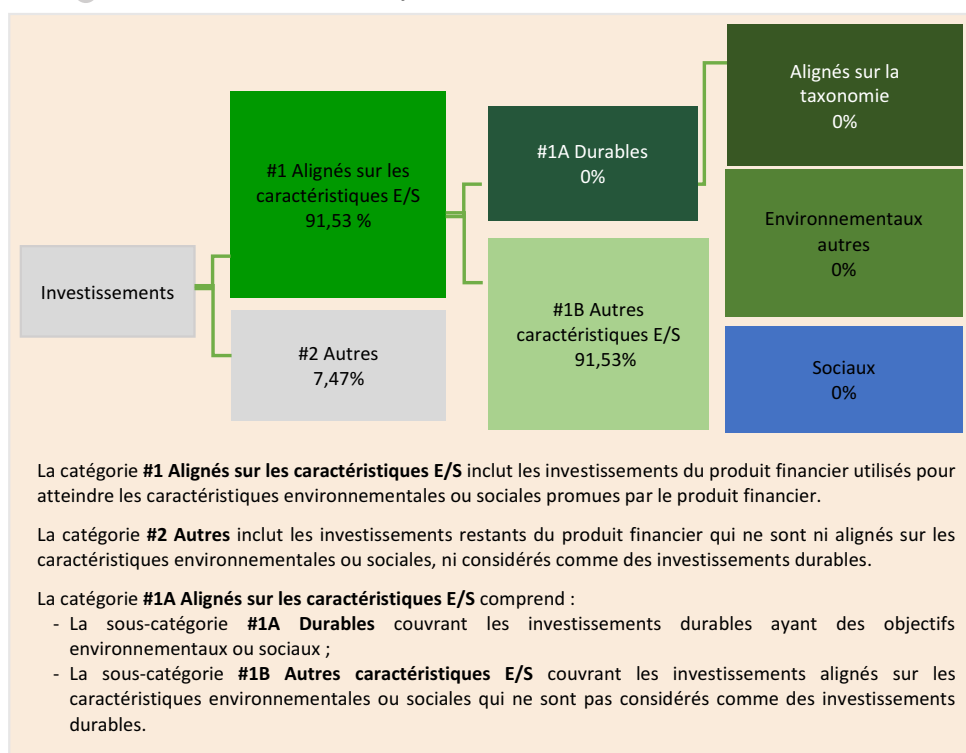 Investissements
#1 Alignés sur les
caractéristiques E/S
91,53 %
#2 Autres
7,47%
#1A Durables
0%
#1B Autres
caractéristiques E/S
91,53%
Alignés sur la
taxonomie
0%
Environnementaux
autres
0%
Sociaux
0%
La catégorie #1 Alignés sur les caractéristiques E/S inclut les investissements du produit financier utilisés pour
atteindre les caractéristiques environnementales ou sociales promues par le produit financier.
La catégorie #2 Autres inclut les investissements restants du produit financier qui ne sont ni alignés sur les
caractéristiques environnementales ou sociales, ni considérés comme des investissements durables.
La catégorie #1A Alignés sur les caractéristiques E/S comprend :
- La sous-catégorie #1A Durables couvrant les investissements durables ayant des objectifs
environnementaux ou sociaux ;
- La sous-catégorie #1B Autres caractéristiques E/S couvrant les investissements alignés sur les
caractéristiques environnementales ou sociales qui ne sont pas considérés comme des investissements
durables.